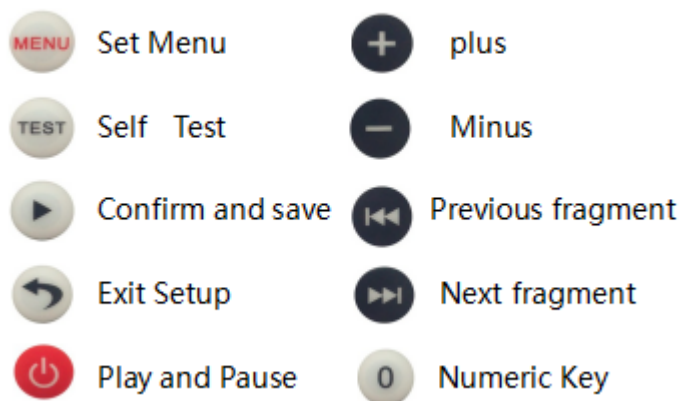 MENU Set Menu + plus
TEST Self Test − Minus
Confirm and save Previous fragment
Exit Setup Next fragment
Play and Pause 0 Numeric Key